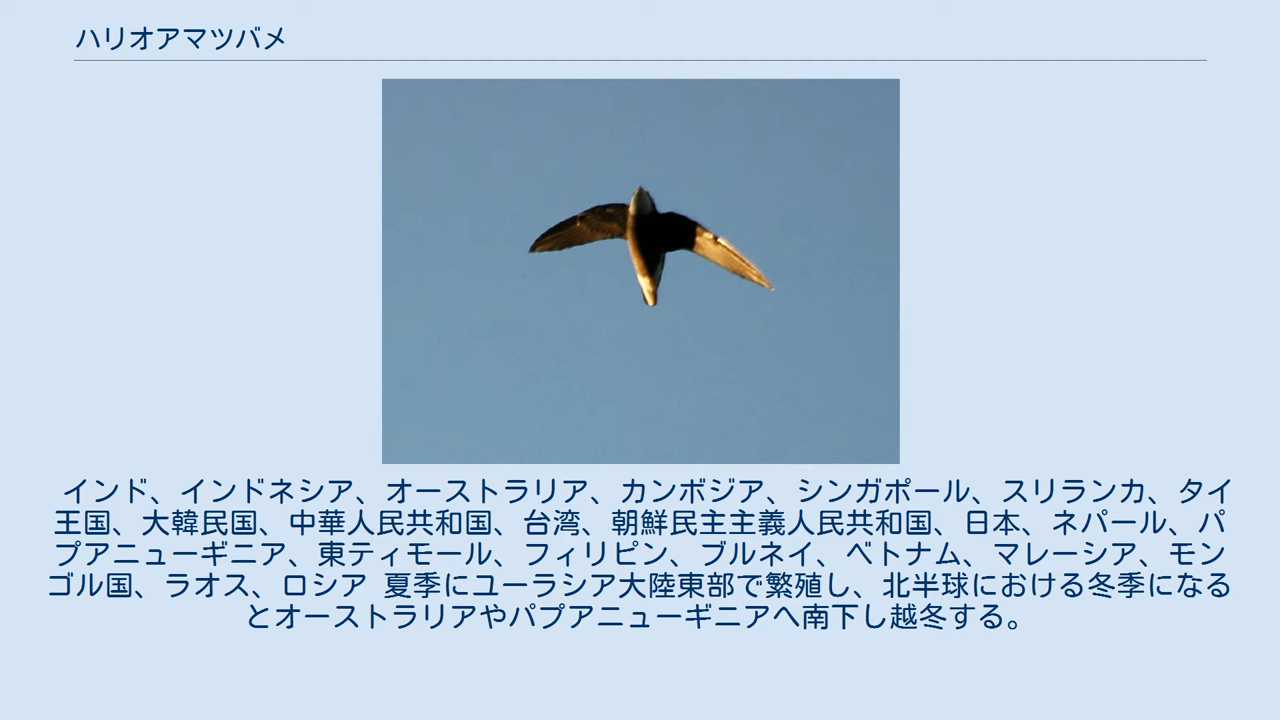 ハリオアマツバメ
インド、インドネシア、オーストラリア、カンボジア、シンガポール、スリランカ、タイ
王国、大韓民国、中華人民共和国、台湾、朝鮮民主主義人民共和国、日本、ネパール、パ
プアニューギニア、東ティモール、フィリピン、ブルネイ、ベトナム、マレーシア、モン
ゴル国、ラオス、ロシア 夏季にユーラシア大陸東部で繁殖し、北半球における冬季になる
とオーストラリアやパプアニューギニアへ南下し越冬する。